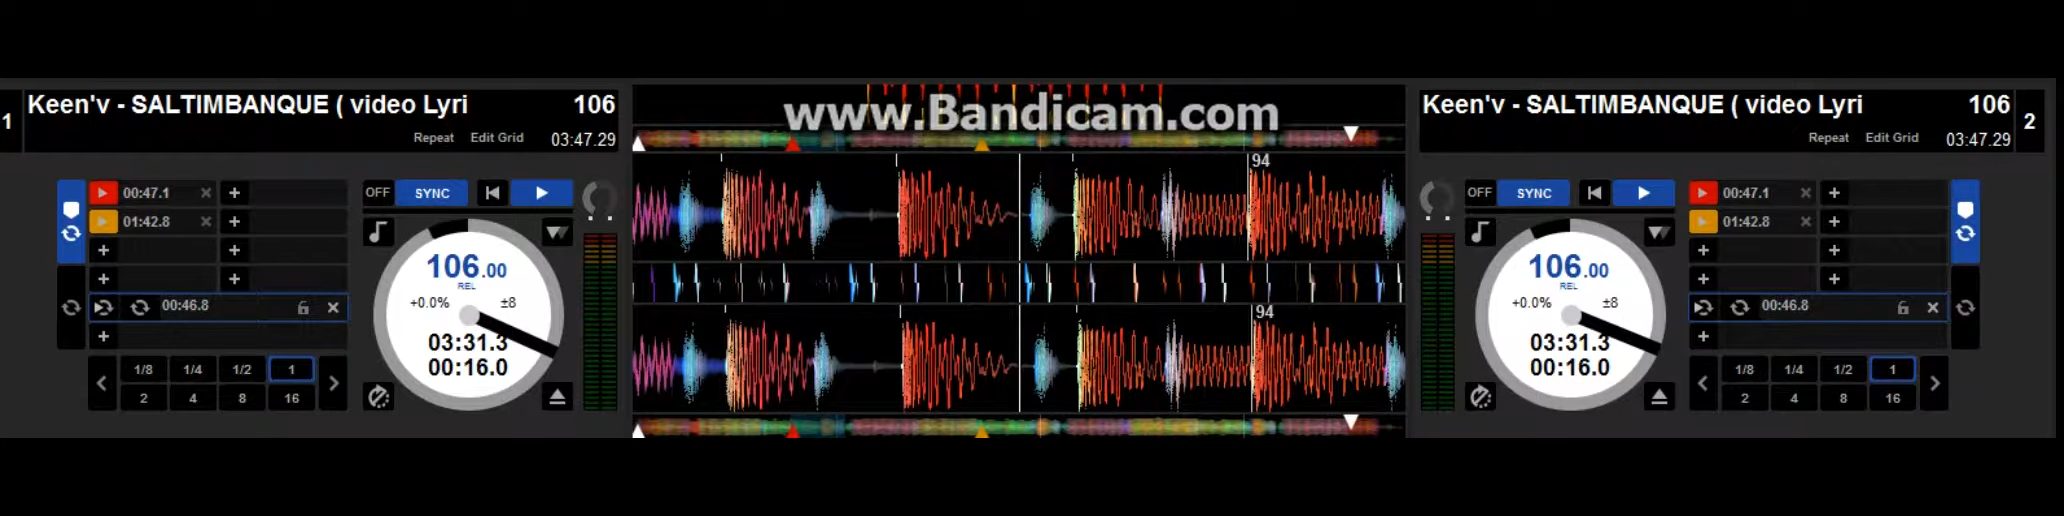 www.Bandicam.com
1 Keen'v - SALTIMBANQUE ( video Lyri 106
Repeat Edit Grid 03:47.29
00:47.1
01:42.8
00:46.8
1/8 1/4 1/2 1
2 4 8 16
OFF SYNC
106.00
REL
+0.0% ±8
03:31.3
00:16.0
94
94
Keen'v - SALTIMBANQUE ( video Lyri 106 2
Repeat Edit Grid 03:47.29
OFF SYNC
106.00
REL
+0.0% ±8
03:31.3
00:16.0
00:47.1
01:42.8
00:46.8
1/8 1/4 1/2 1
2 4 8 16